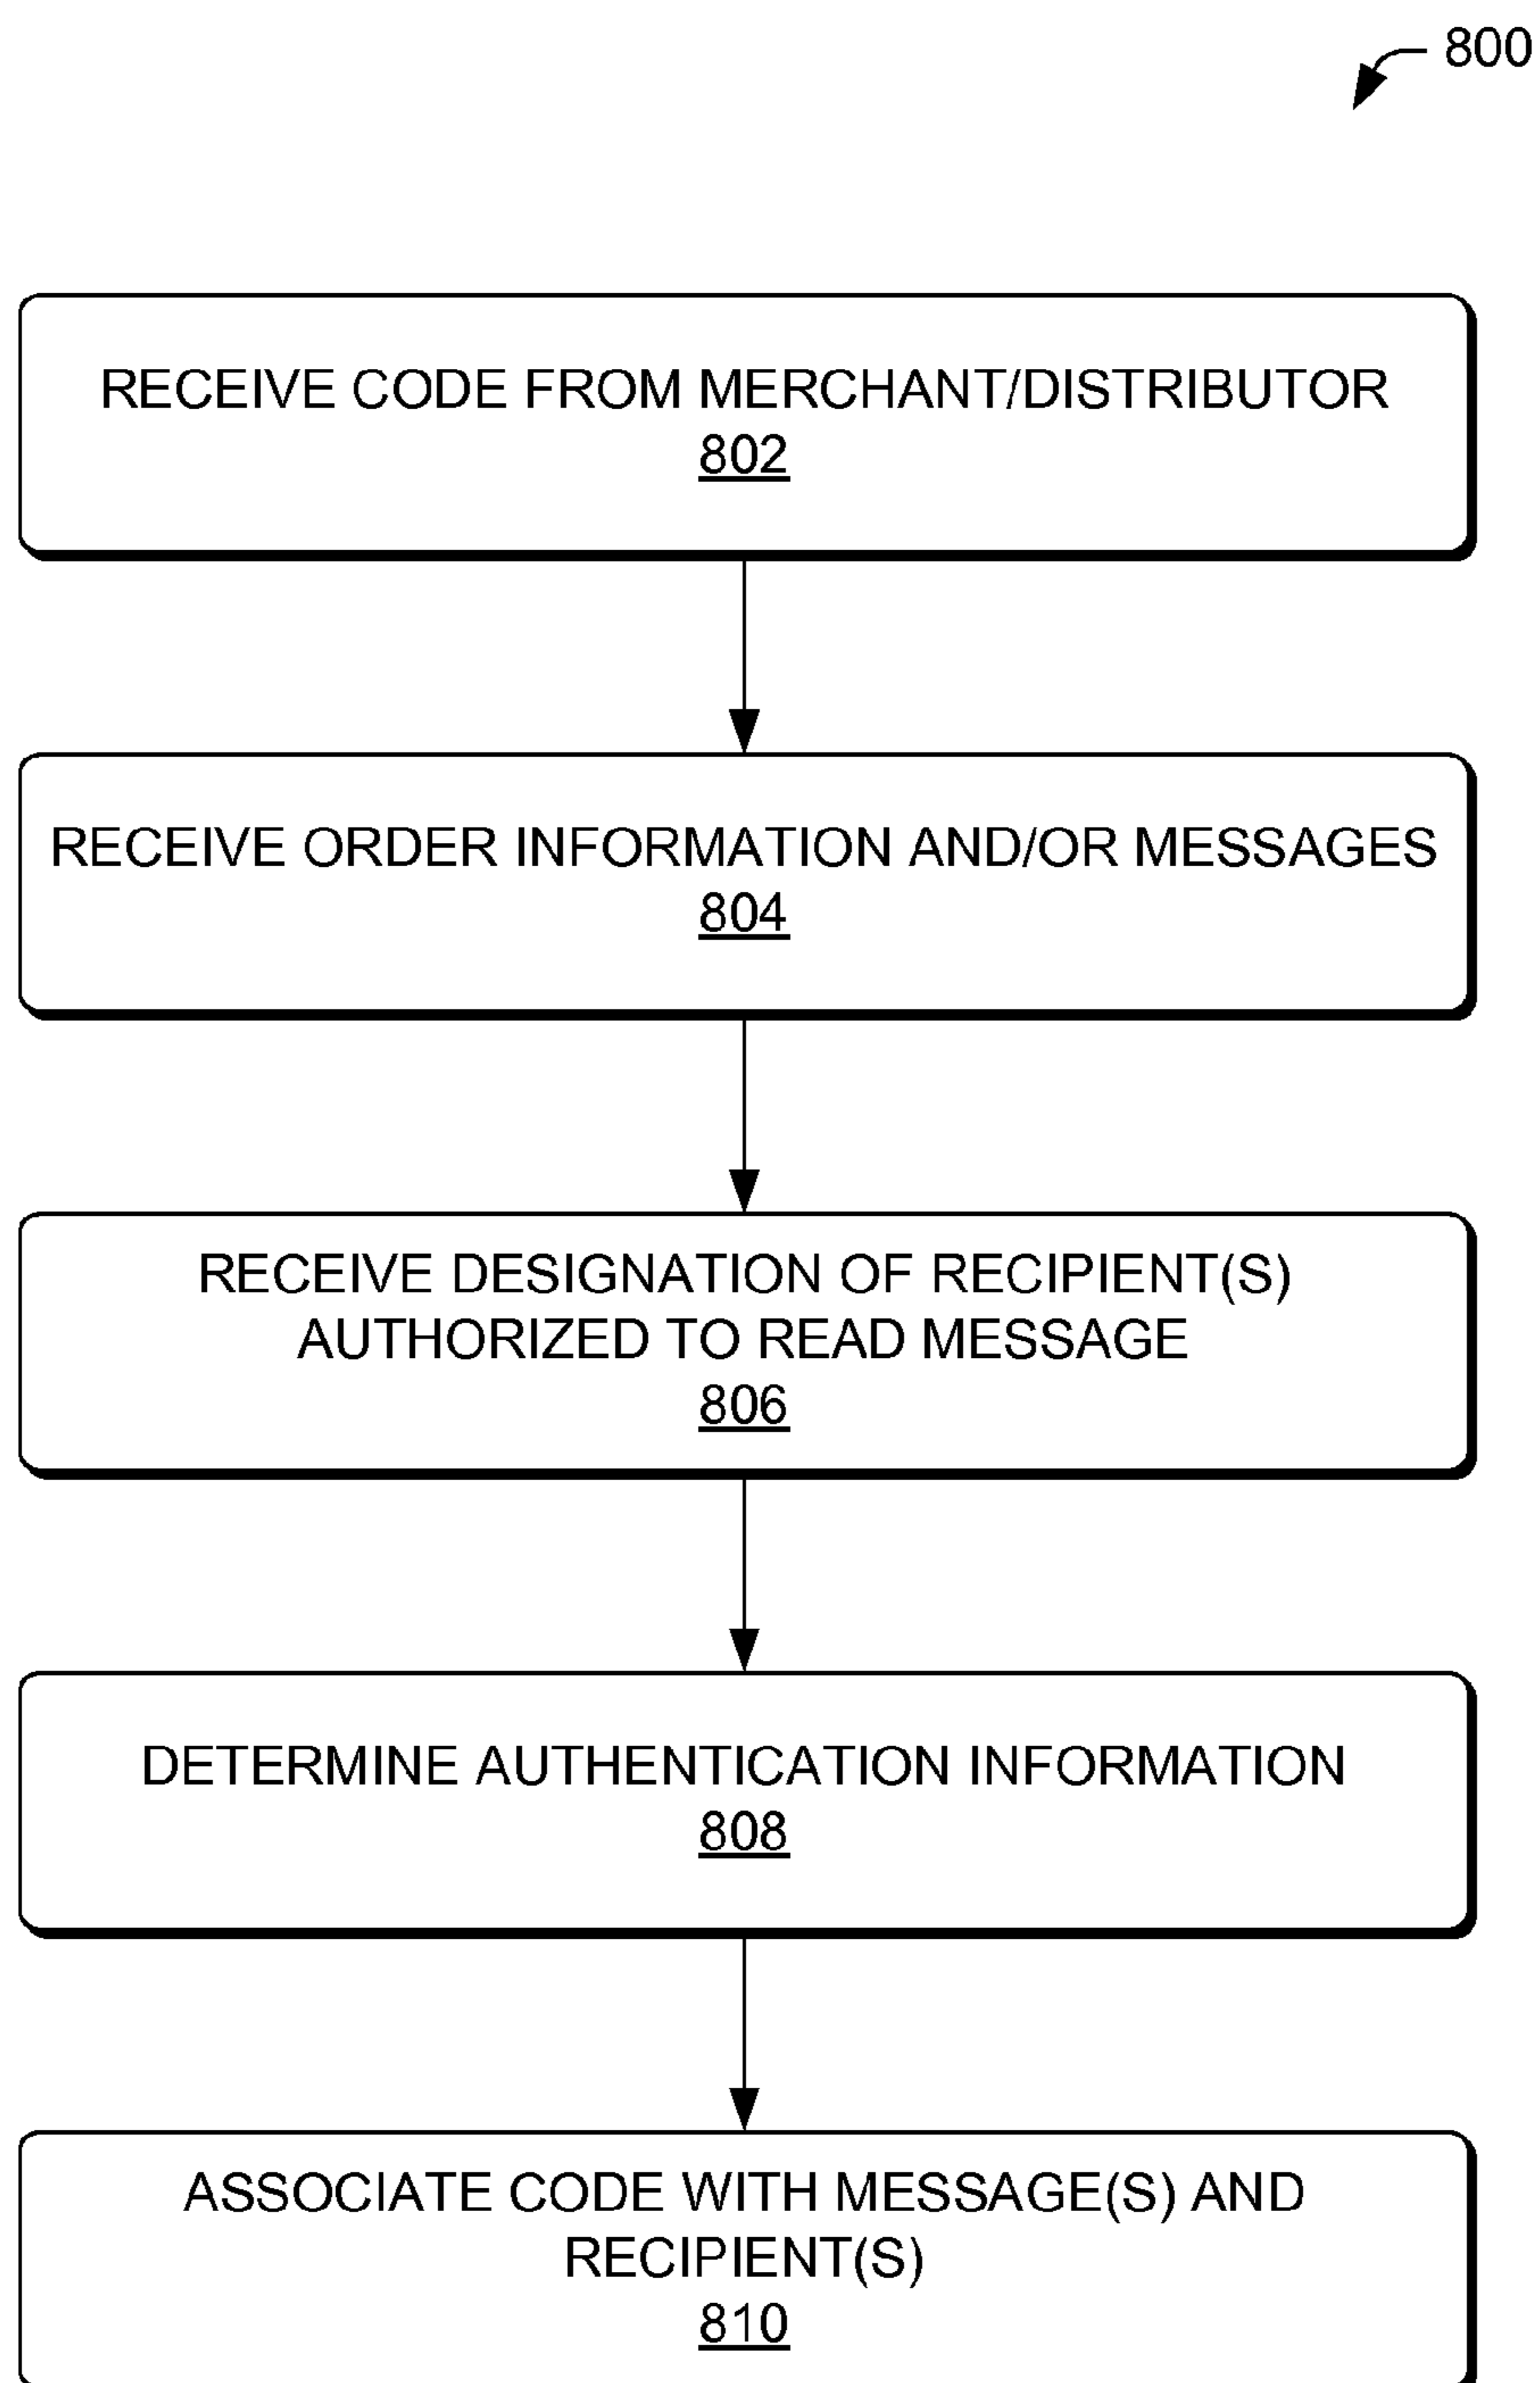 800
RECEIVE CODE FROM MERCHANT/DISTRIBUTOR
802
RECEIVE ORDER INFORMATION AND/OR MESSAGES
804
RECEIVE DESIGNATION OF RECIPIENT(S)
AUTHORIZED TO READ MESSAGE
806
DETERMINE AUTHENTICATION INFORMATION
808
ASSOCIATE CODE WITH MESSAGE(S) AND
RECIPIENT(S)
810